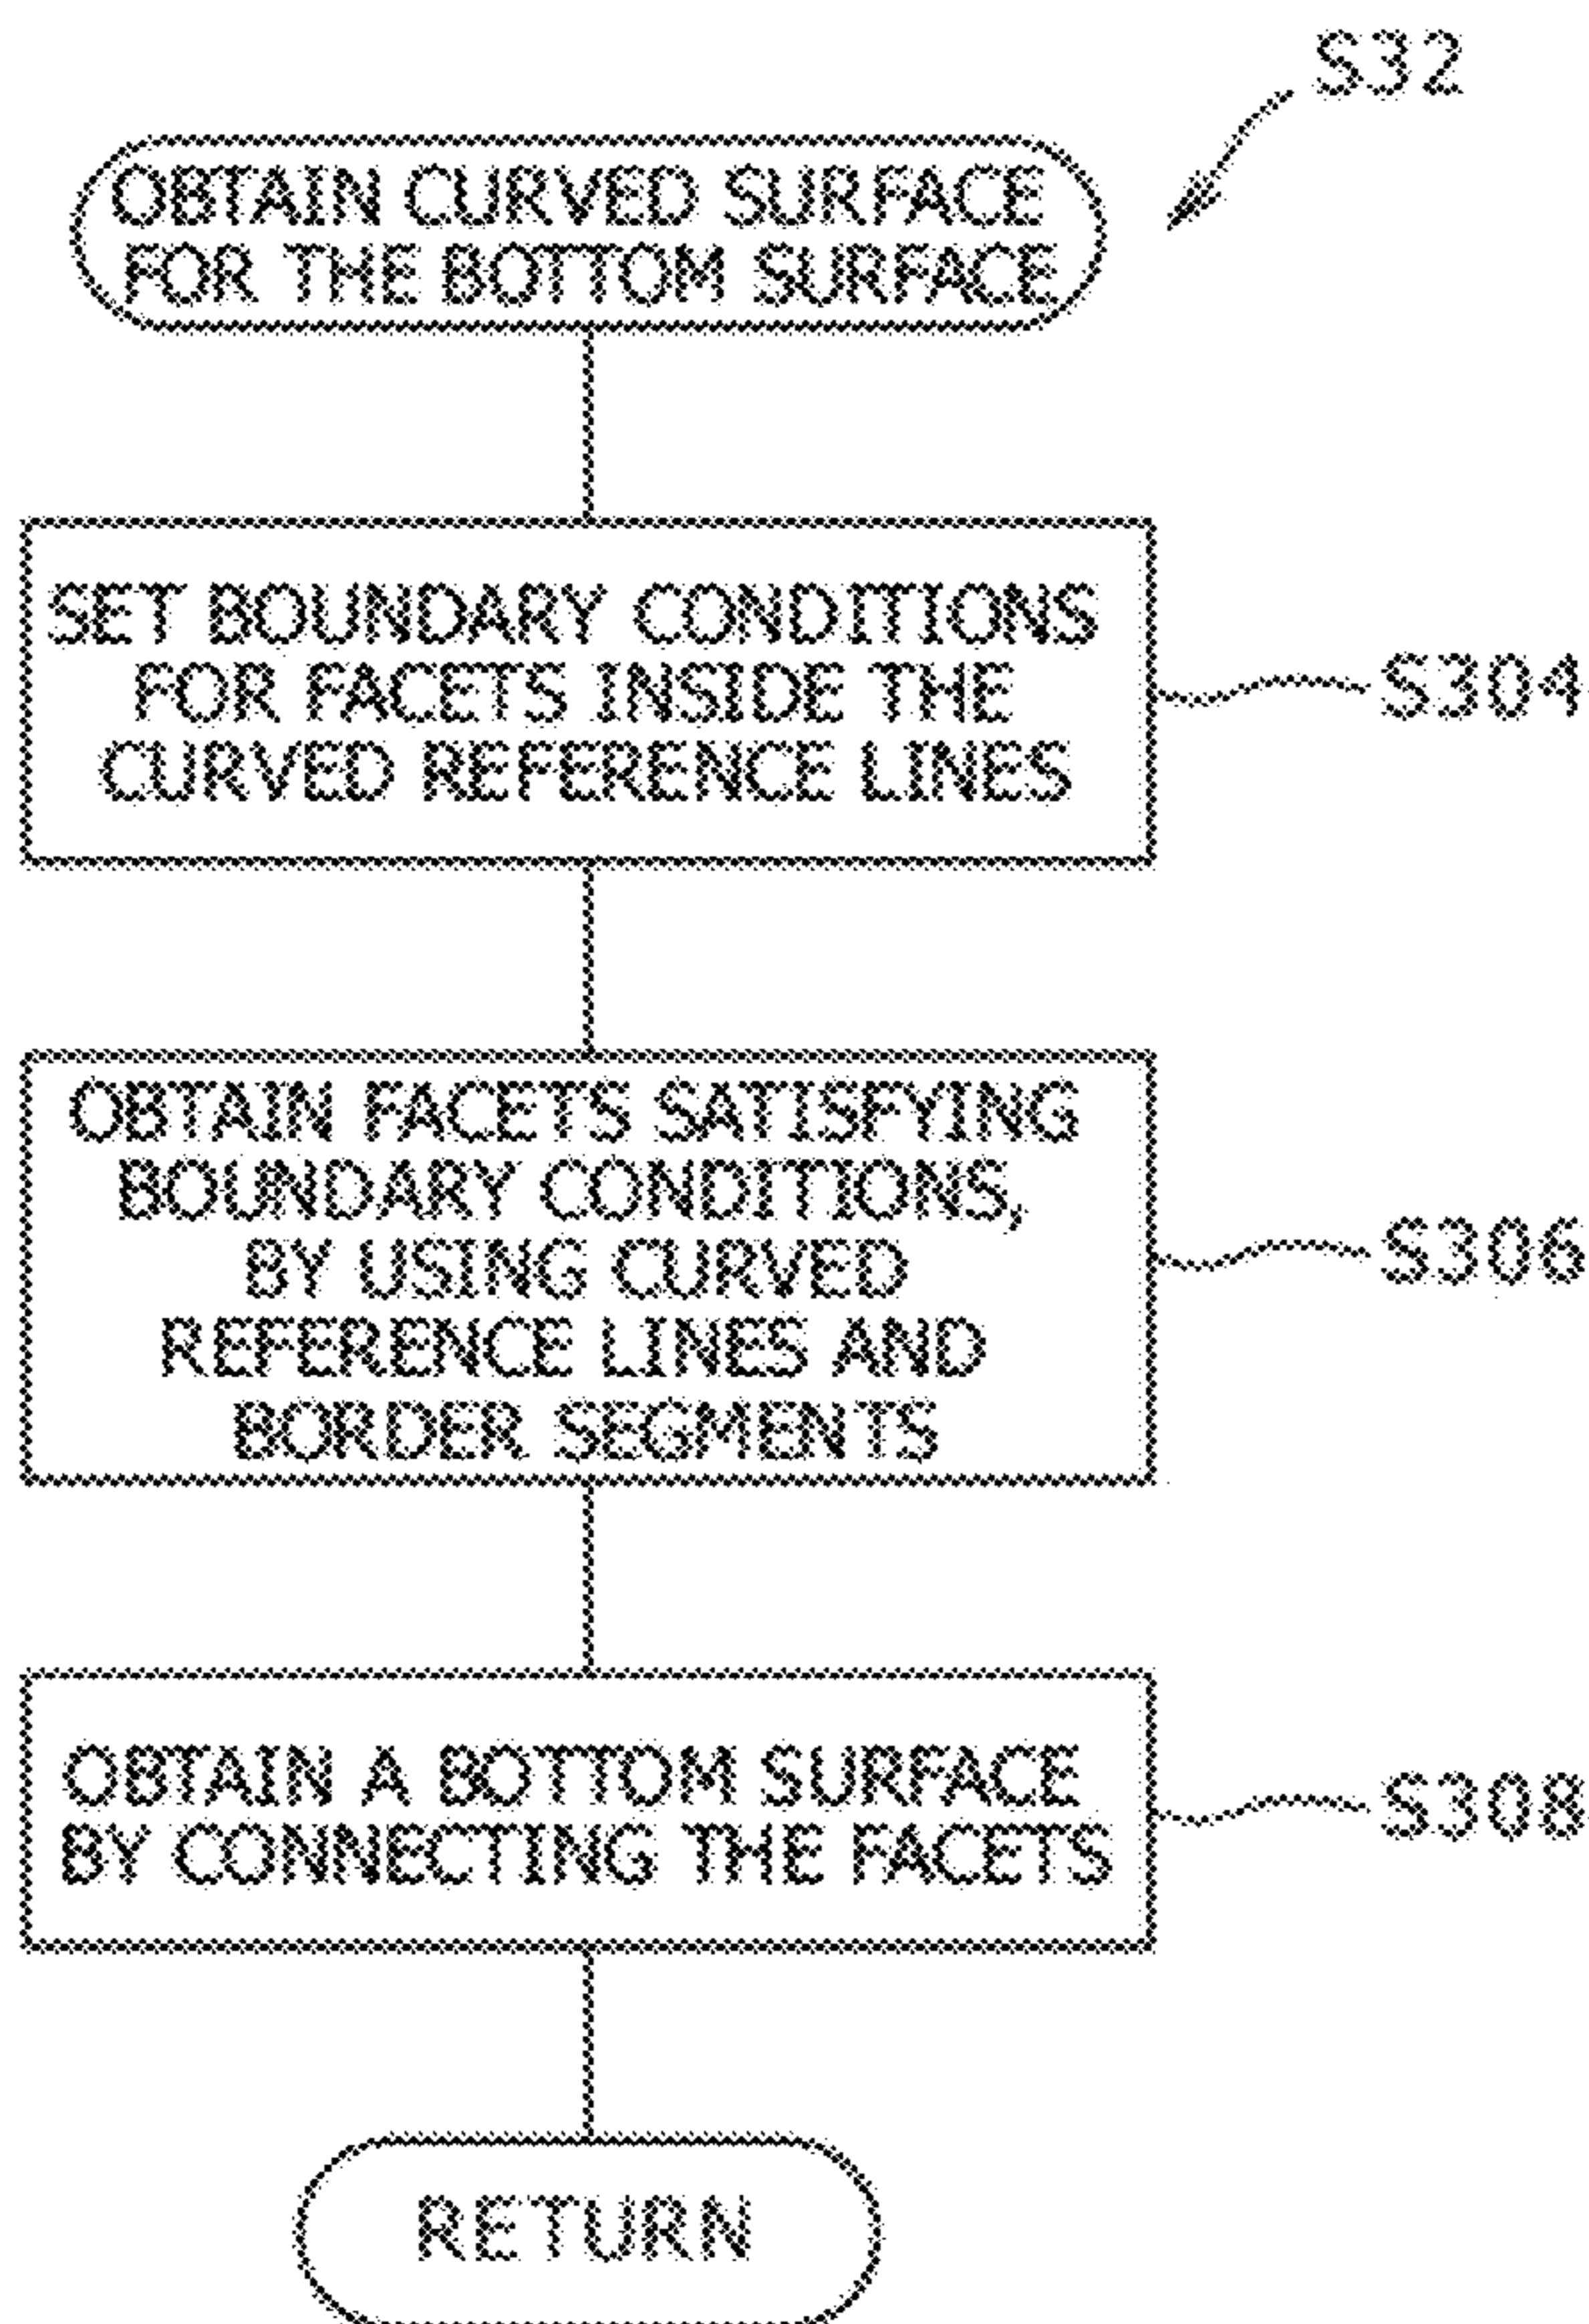 S32
OBTAIN CURVED SURFACE
FOR THE BOTTOM SURFACE
SET BOUNDARY CONDITIONS
FOR FACETS INSIDE THE
CURVED REFERENCE LINES
S304
OBTAIN FACETS SATISFYING
BOUNDARY CONDITIONS,
BY USING CURVED
REFERENCE LINES AND
BORDER SEGMENTS
S306
OBTAIN A BOTTOM SURFACE
BY CONNECTING THE FACETS
S308
RETURN